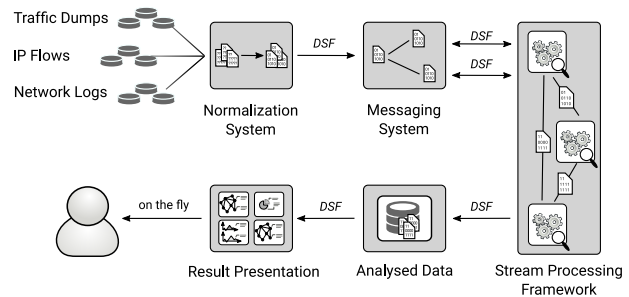 Traffic Dumps
IP Flows
Network Logs
DSF
DSF
DSF
Normalization
System
Messaging
System
on the fly
DSF
DSF
Result Presentation
Analysed Data
Stream Processing
Framework